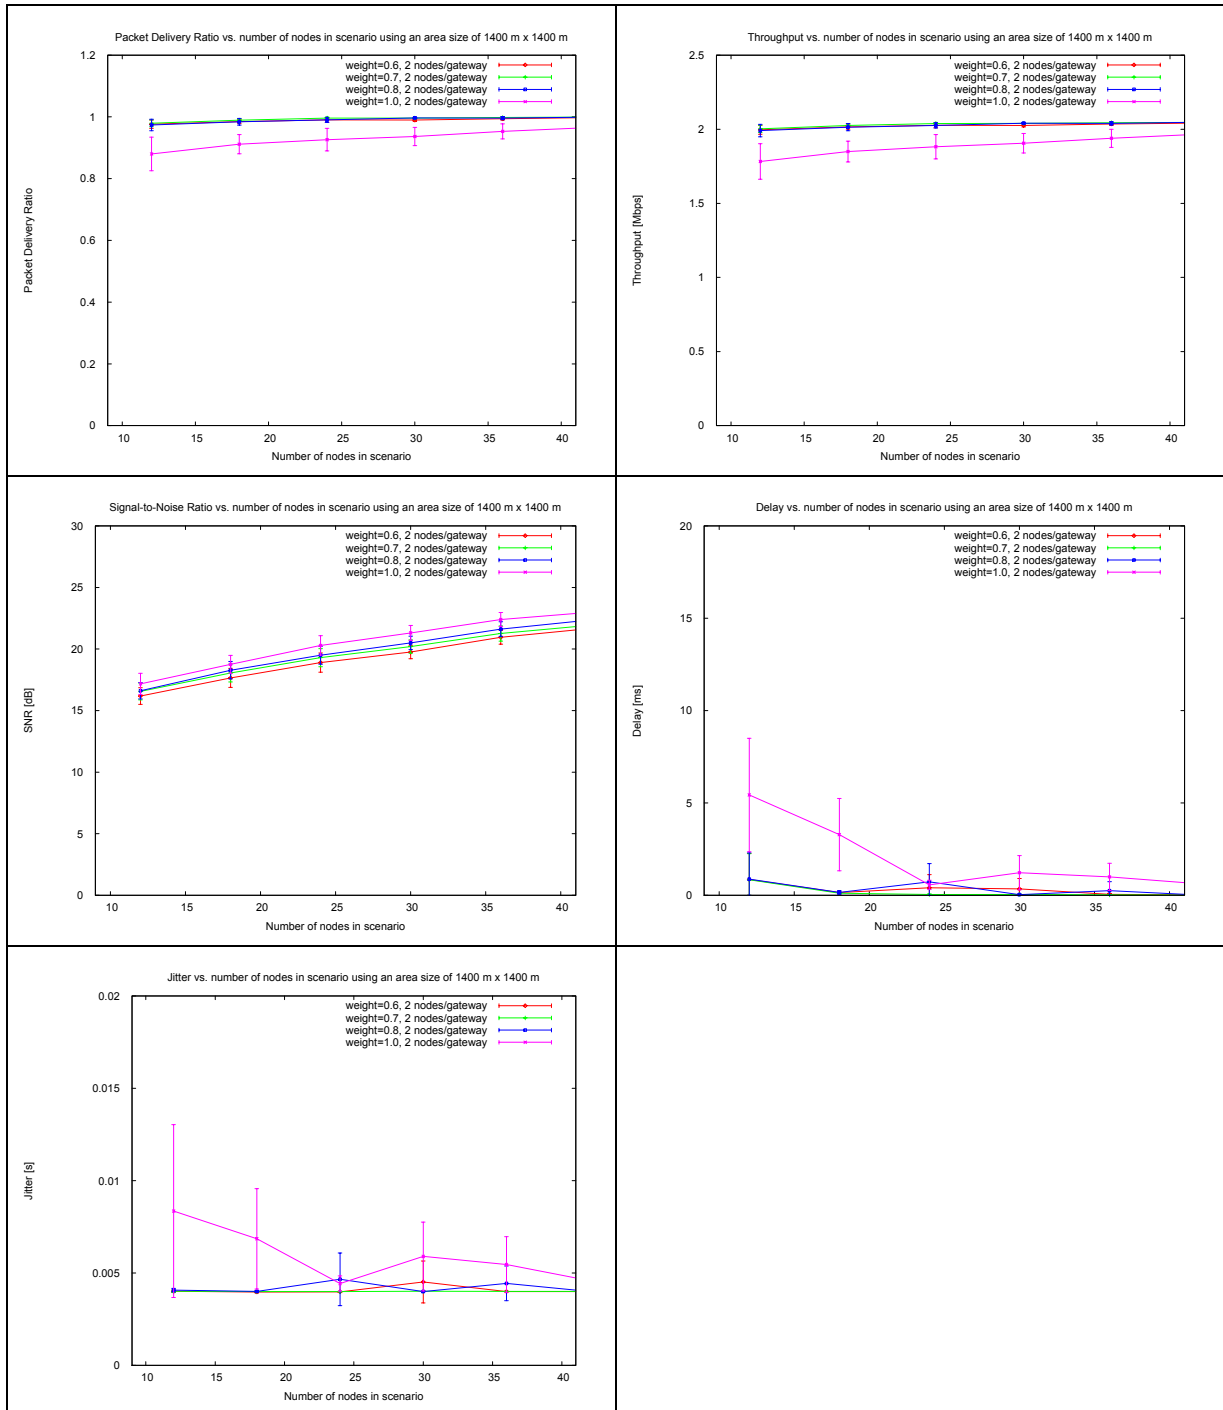 Packet Delivery Ratio vs. number of nodes in scenario using an area size of 1400 m x 1400 m
1.2
1
0.8
0.6
0.4
0.2
0
10 15 20 25 30 35 40
Packet Delivery Ratio
Number of nodes in scenario
weight=0.6, 2 nodes/gateway
weight=0.7, 2 nodes/gateway
weight=0.8, 2 nodes/gateway
weight=1.0, 2 nodes/gateway
Throughput vs. number of nodes in scenario using an area size of 1400 m x 1400 m
2.5
2
1.5
1
0.5
0
10 15 20 25 30 35 40
Throughput [Mbps]
Number of nodes in scenario
weight=0.6, 2 nodes/gateway
weight=0.7, 2 nodes/gateway
weight=0.8, 2 nodes/gateway
weight=1.0, 2 nodes/gateway
Signal-to-Noise Ratio vs. number of nodes in scenario using an area size of 1400 m x 1400 m
30
25
20
15
10
5
0
10 15 20 25 30 35 40
SNR [dB]
Number of nodes in scenario
weight=0.6, 2 nodes/gateway
weight=0.7, 2 nodes/gateway
weight=0.8, 2 nodes/gateway
weight=1.0, 2 nodes/gateway
Delay vs. number of nodes in scenario using an area size of 1400 m x 1400 m
20
15
10
5
0
10 15 20 25 30 35 40
Delay [ms]
Number of nodes in scenario
weight=0.6, 2 nodes/gateway
weight=0.7, 2 nodes/gateway
weight=0.8, 2 nodes/gateway
weight=1.0, 2 nodes/gateway
Jitter vs. number of nodes in scenario using an area size of 1400 m x 1400 m
0.02
0.015
0.01
0.005
0
10 15 20 25 30 35 40
Jitter [s]
Number of nodes in scenario
weight=0.6, 2 nodes/gateway
weight=0.7, 2 nodes/gateway
weight=0.8, 2 nodes/gateway
weight=1.0, 2 nodes/gateway